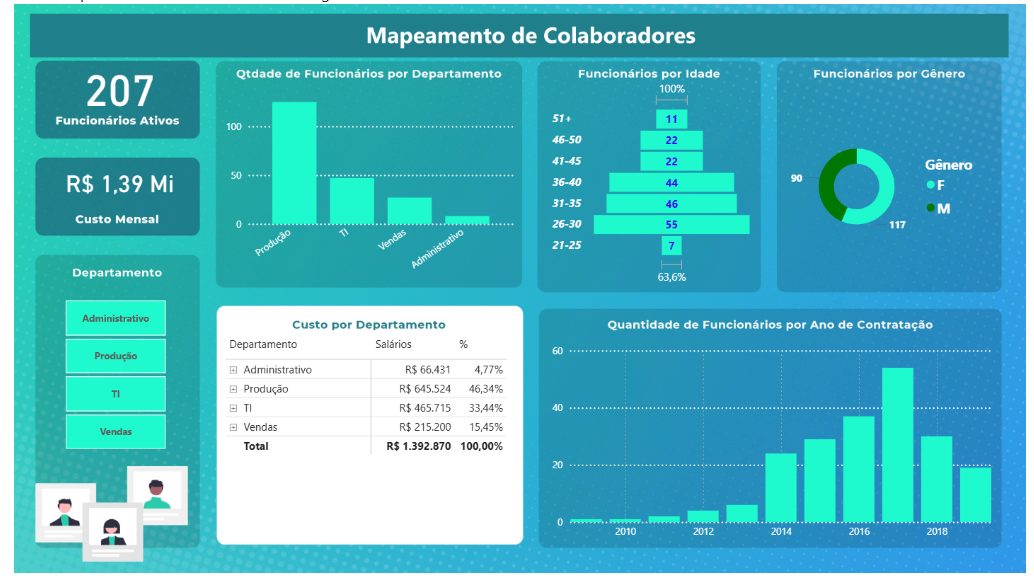 Mapeamento de Colaboradores
207
Funcionários Ativos
R$ 1,39 Mi
Custo Mensal
Departamento
Administrativo
Produção
TI
Vendas
Qtdade de Funcionários por Departamento
100
50
0
Produção
TI
Vendas
Administrativo
Funcionários por Idade
100%
51+ 11
46-50 22
41-45 22
36-40 44
31-35 46
26-30 55
21-25 7
63,6%
Funcionários por Gênero
90
117
Gênero
F
M
Custo por Departamento
Departamento Salários %
Administrativo R$ 66.431 4,77%
Produção R$ 645.524 46,34%
TI R$ 465.715 33,44%
Vendas R$ 215.200 15,45%
Total R$ 1.392.870 100,00%
Quantidade de Funcionários por Ano de Contratação
60
40
20
0
2010 2012 2014 2016 2018